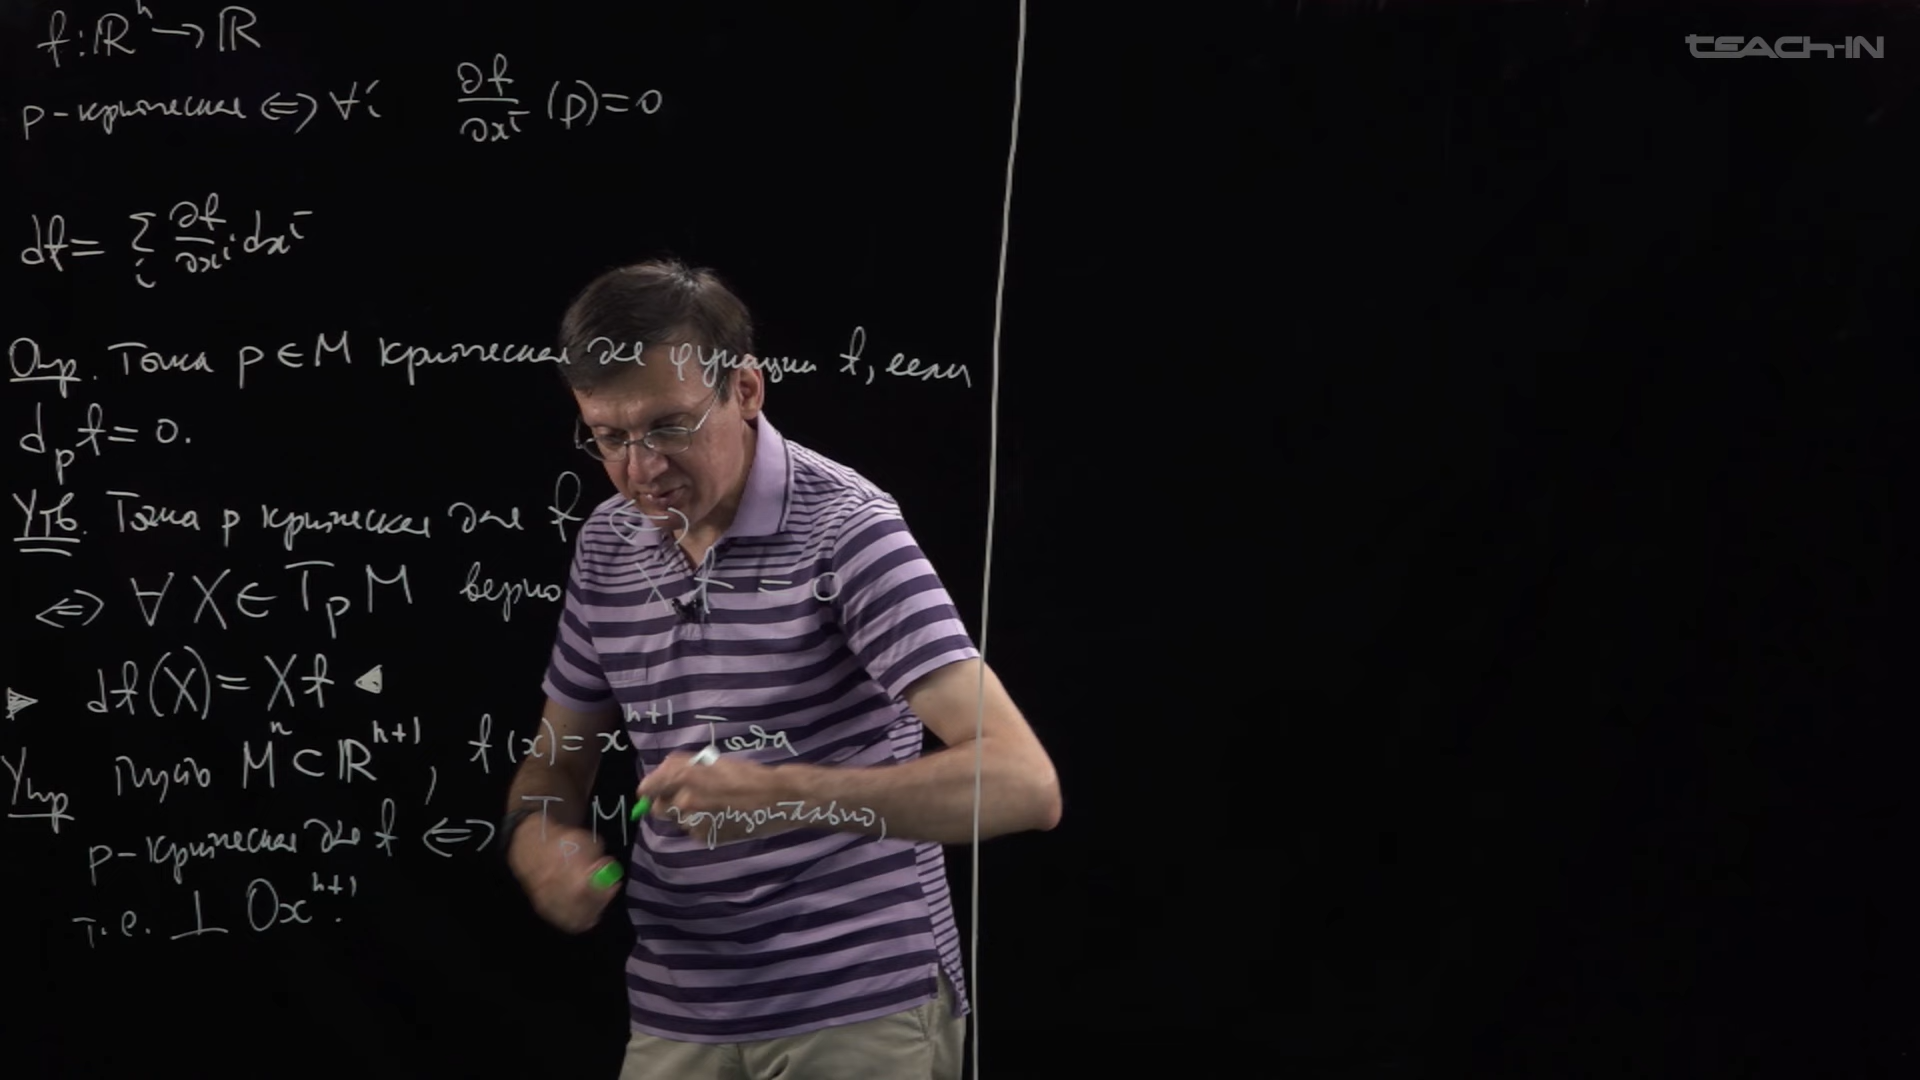 f: ℝⁿ → ℝ
p - критическая ⇔ ∀i ∂f/∂xⁱ (p) = 0
df = Σᵢ ∂f/∂xⁱ dxⁱ
Опр. Точка p ∈ M критическая для функции f, если
dₚf = 0.
Утв. Точка p критическая для f ⇔
⇔ ∀ X ∈ TₚM верно Xf = 0
▶ df(X) = Xf ◀
Упр Пусть Mⁿ ⊂ ℝⁿ⁺¹, f(x) = xⁿ⁺¹. Тогда
p - критическая для f ⇔ TₚM горизонтально,
т.е. ⊥ Oxⁿ⁺¹.
TEACH-IN